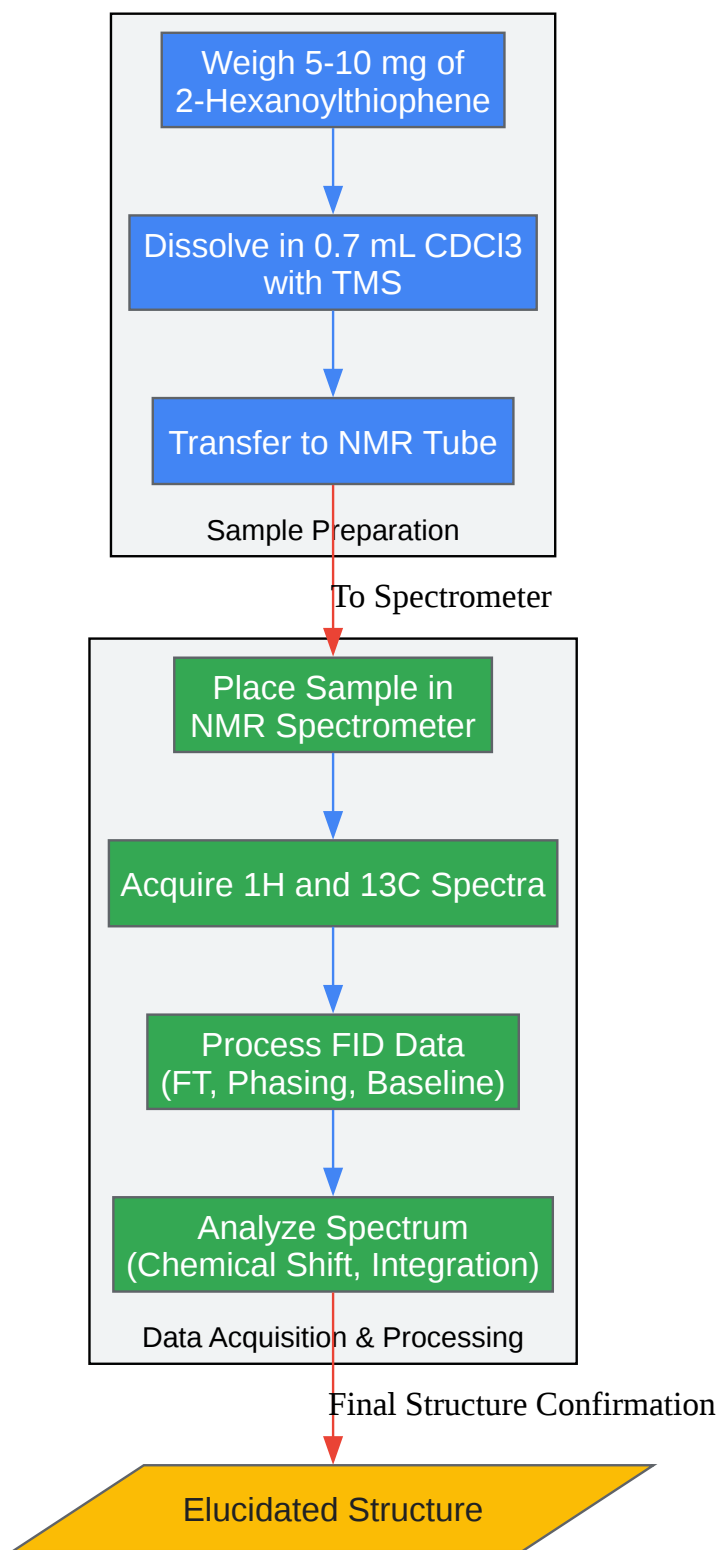 Weigh 5-10 mg of
2-Hexanoylthiophene
Dissolve in 0.7 mL CDCl3
with TMS
Transfer to NMR Tube
Sample Preparation
To Spectrometer
Place Sample in
NMR Spectrometer
Acquire 1H and 13C Spectra
Process FID Data
(FT, Phasing, Baseline)
Analyze Spectrum
(Chemical Shift, Integration)
Data Acquisition & Processing
Final Structure Confirmation
Elucidated Structure